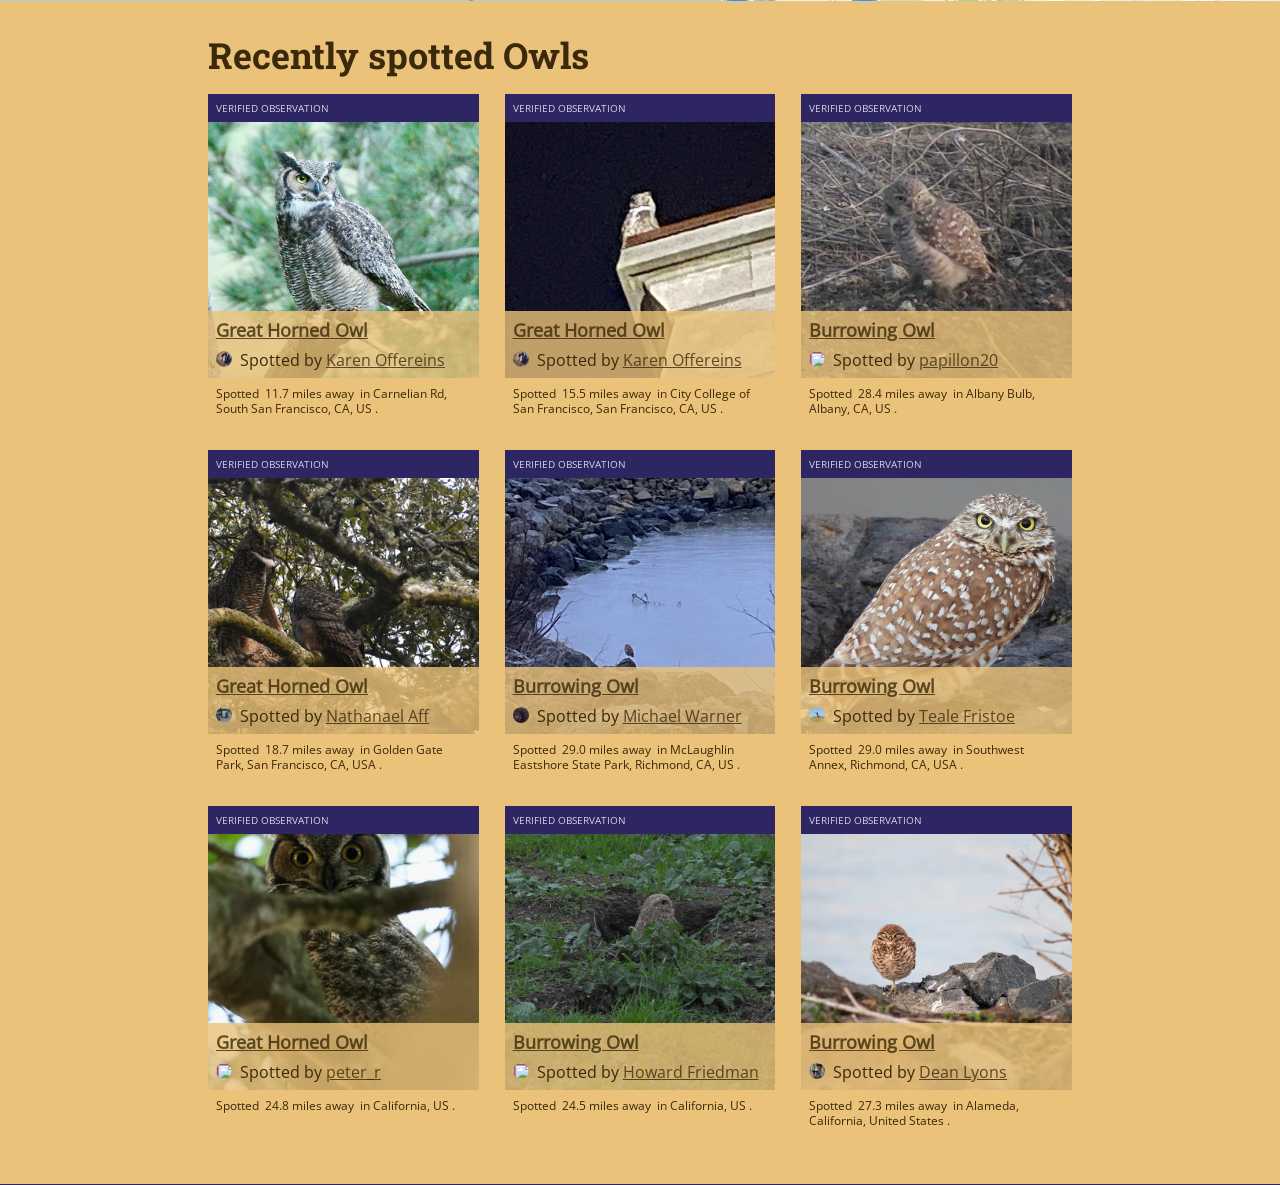 Recently spotted Owls
VERIFIED OBSERVATION
Great Horned Owl
Spotted by Karen Offereins
Spotted 11.7 miles away in Carnelian Rd,
South San Francisco, CA, US .
VERIFIED OBSERVATION
Great Horned Owl
Spotted by Karen Offereins
Spotted 15.5 miles away in City College of
San Francisco, San Francisco, CA, US .
VERIFIED OBSERVATION
Burrowing Owl
Spotted by papillon20
Spotted 28.4 miles away in Albany Bulb,
Albany, CA, US .
VERIFIED OBSERVATION
Great Horned Owl
Spotted by Nathanael Aff
Spotted 18.7 miles away in Golden Gate
Park, San Francisco, CA, USA .
VERIFIED OBSERVATION
Burrowing Owl
Spotted by Michael Warner
Spotted 29.0 miles away in McLaughlin
Eastshore State Park, Richmond, CA, US .
VERIFIED OBSERVATION
Burrowing Owl
Spotted by Teale Fristoe
Spotted 29.0 miles away in Southwest
Annex, Richmond, CA, USA .
VERIFIED OBSERVATION
Great Horned Owl
Spotted by peter_r
Spotted 24.8 miles away in California, US .
VERIFIED OBSERVATION
Burrowing Owl
Spotted by Howard Friedman
Spotted 24.5 miles away in California, US .
VERIFIED OBSERVATION
Burrowing Owl
Spotted by Dean Lyons
Spotted 27.3 miles away in Alameda,
California, United States .